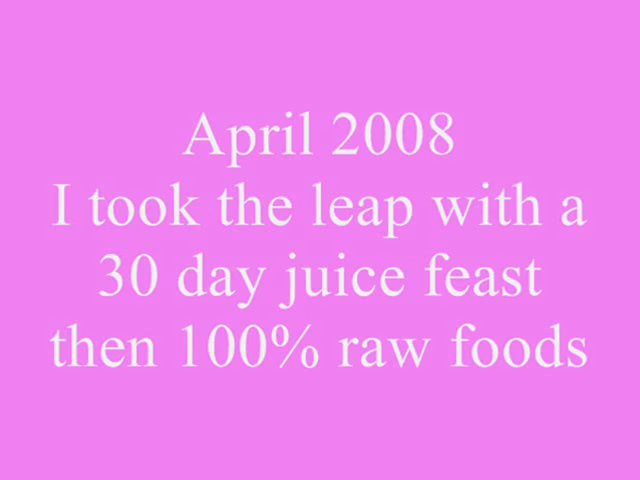 April 2008
I took the leap with a
30 day juice feast
then 100% raw foods